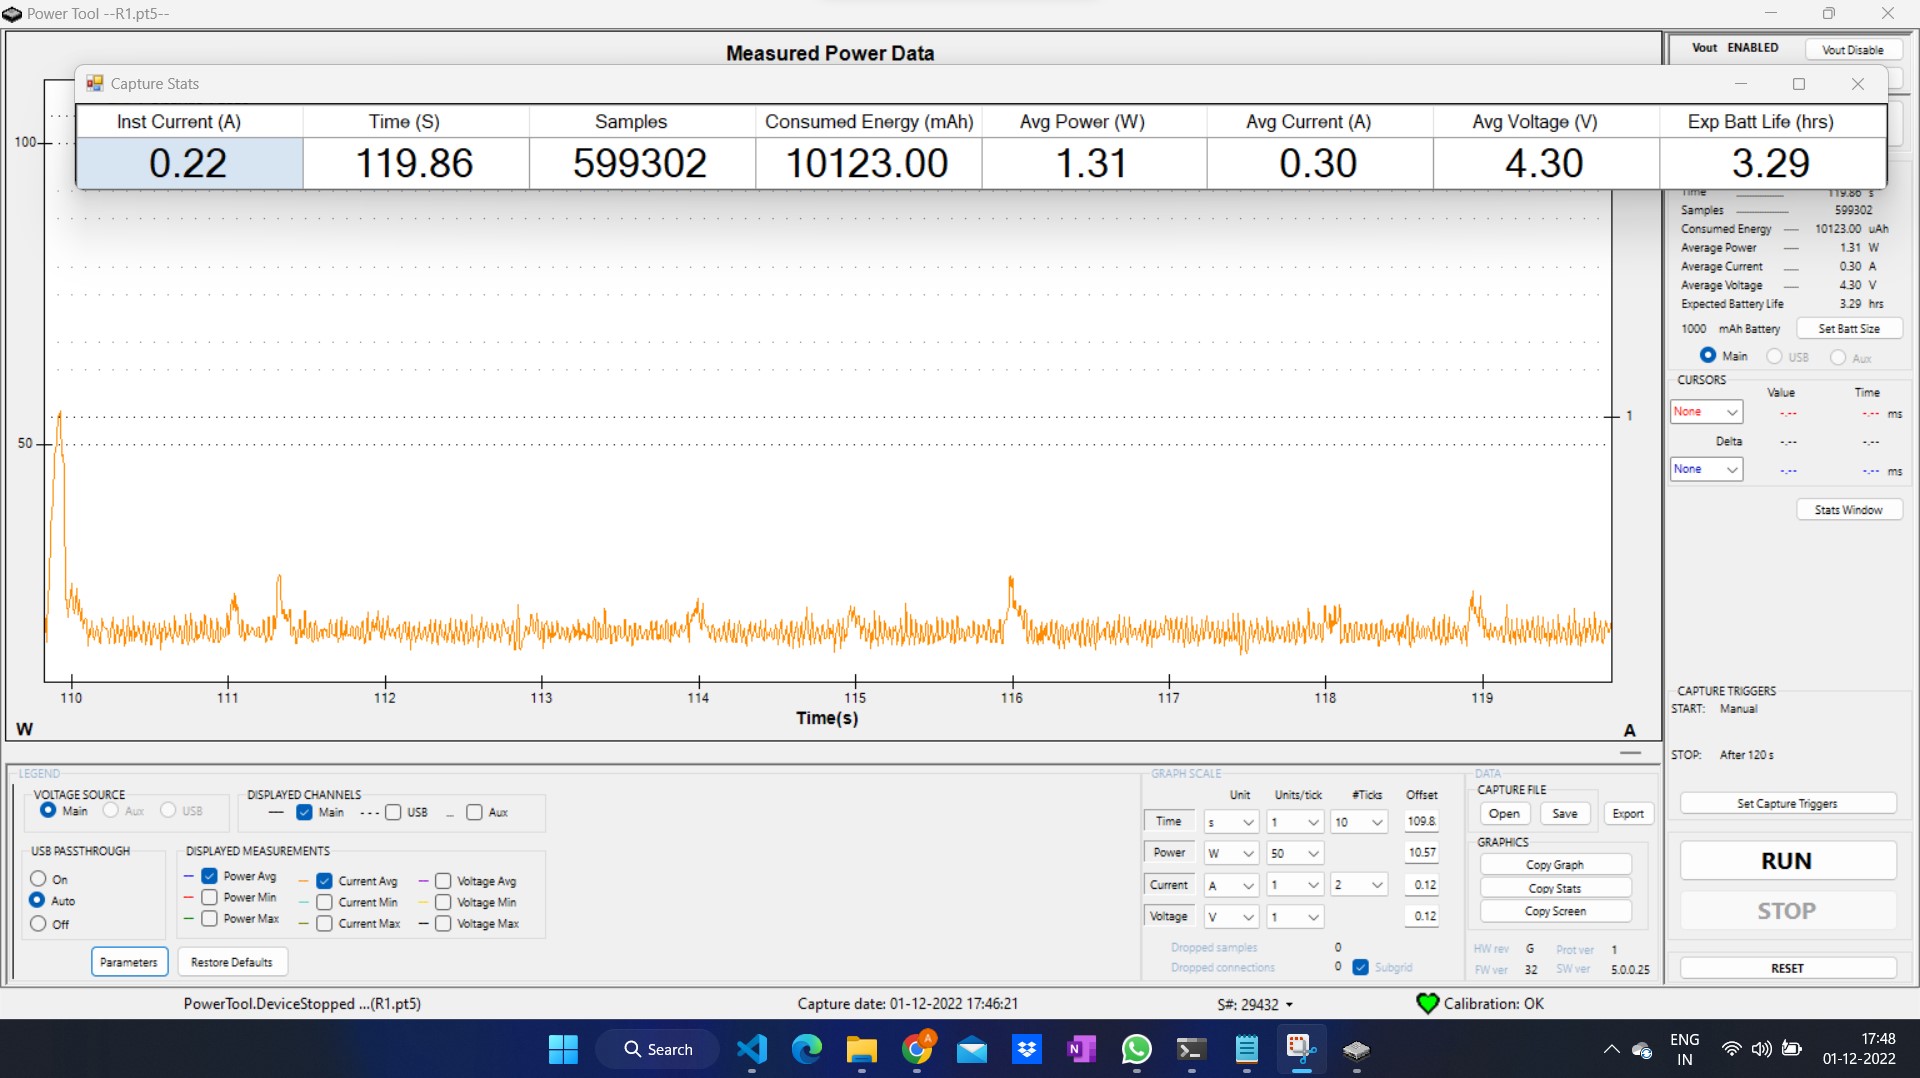 Power Tool --R1.pt5--
Measured Power Data
Vout ENABLED
Vout Disable
Capture Stats
Inst Current (A) Time (S) Samples Consumed Energy (mAh) Avg Power (W) Avg Current (A) Avg Voltage (V) Exp Batt Life (hrs)
0.22 119.86 599302 10123.00 1.31 0.30 4.30 3.29
100
50
1
110 111 112 113 114 115 116 117 118 119
Time(s)
W
A
Time 119.86 s
Samples 599302
Consumed Energy 10123.00 uAh
Average Power 1.31 W
Average Current 0.30 A
Average Voltage 4.30 V
Expected Battery Life 3.29 hrs
1000 mAh Battery Set Batt Size
Main USB Aux
CURSORS
Value Time
None -.-- -.-- ms
Delta -.-- -.--
None -.-- -.-- ms
Stats Window
CAPTURE TRIGGERS
START: Manual
STOP: After 120 s
Set Capture Triggers
RUN
STOP
RESET
LEGEND
VOLTAGE SOURCE
Main Aux USB
DISPLAYED CHANNELS
Main USB Aux
USB PASSTHROUGH
On
Auto
Off
DISPLAYED MEASUREMENTS
Power Avg Current Avg Voltage Avg
Power Min Current Min Voltage Min
Power Max Current Max Voltage Max
Parameters Restore Defaults
GRAPH SCALE
Unit Units/tick #Ticks Offset
Time s 1 10 109.8
Power W 50 10.57
Current A 1 2 0.12
Voltage V 1 0.12
Dropped samples 0
Dropped connections 0 Subgrid
DATA
CAPTURE FILE
Open Save Export
GRAPHICS
Copy Graph
Copy Stats
Copy Screen
HW rev G Prot ver 1
FW ver 32 SW ver 5.0.0.25
PowerTool.DeviceStopped ...(R1.pt5) Capture date: 01-12-2022 17:46:21 S#: 29432 Calibration: OK
Search
A
N
ENG
IN
17:48
01-12-2022